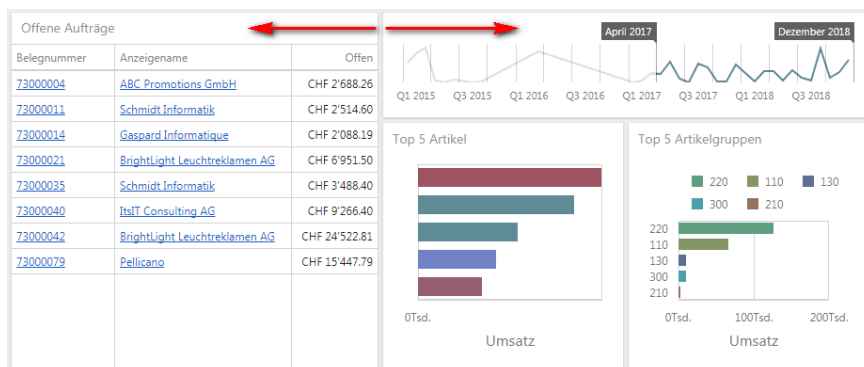 Offene Aufträge
Belegnummer Anzeigename Offen
73000004 ABC Promotions GmbH CHF 2'688.26
73000011 Schmidt Informatik CHF 2'514.60
73000014 Gaspard Informatique CHF 2'088.19
73000021 BrightLight Leuchtreklamen AG CHF 6'951.50
73000035 Schmidt Informatik CHF 3'488.40
73000040 ItsIT Consulting AG CHF 9'266.40
73000042 BrightLight Leuchtreklamen AG CHF 24'522.81
73000079 Pellicano CHF 15'447.79
April 2017 Dezember 2018
Q1 2015 Q3 2015 Q1 2016 Q3 2016 Q1 2017 Q3 2017 Q1 2018 Q3 2018
Top 5 Artikel
0Tsd.
Umsatz
Top 5 Artikelgruppen
220 110 130
300 210
220
110
130
300
210
0Tsd. 100Tsd. 200Tsd.
Umsatz